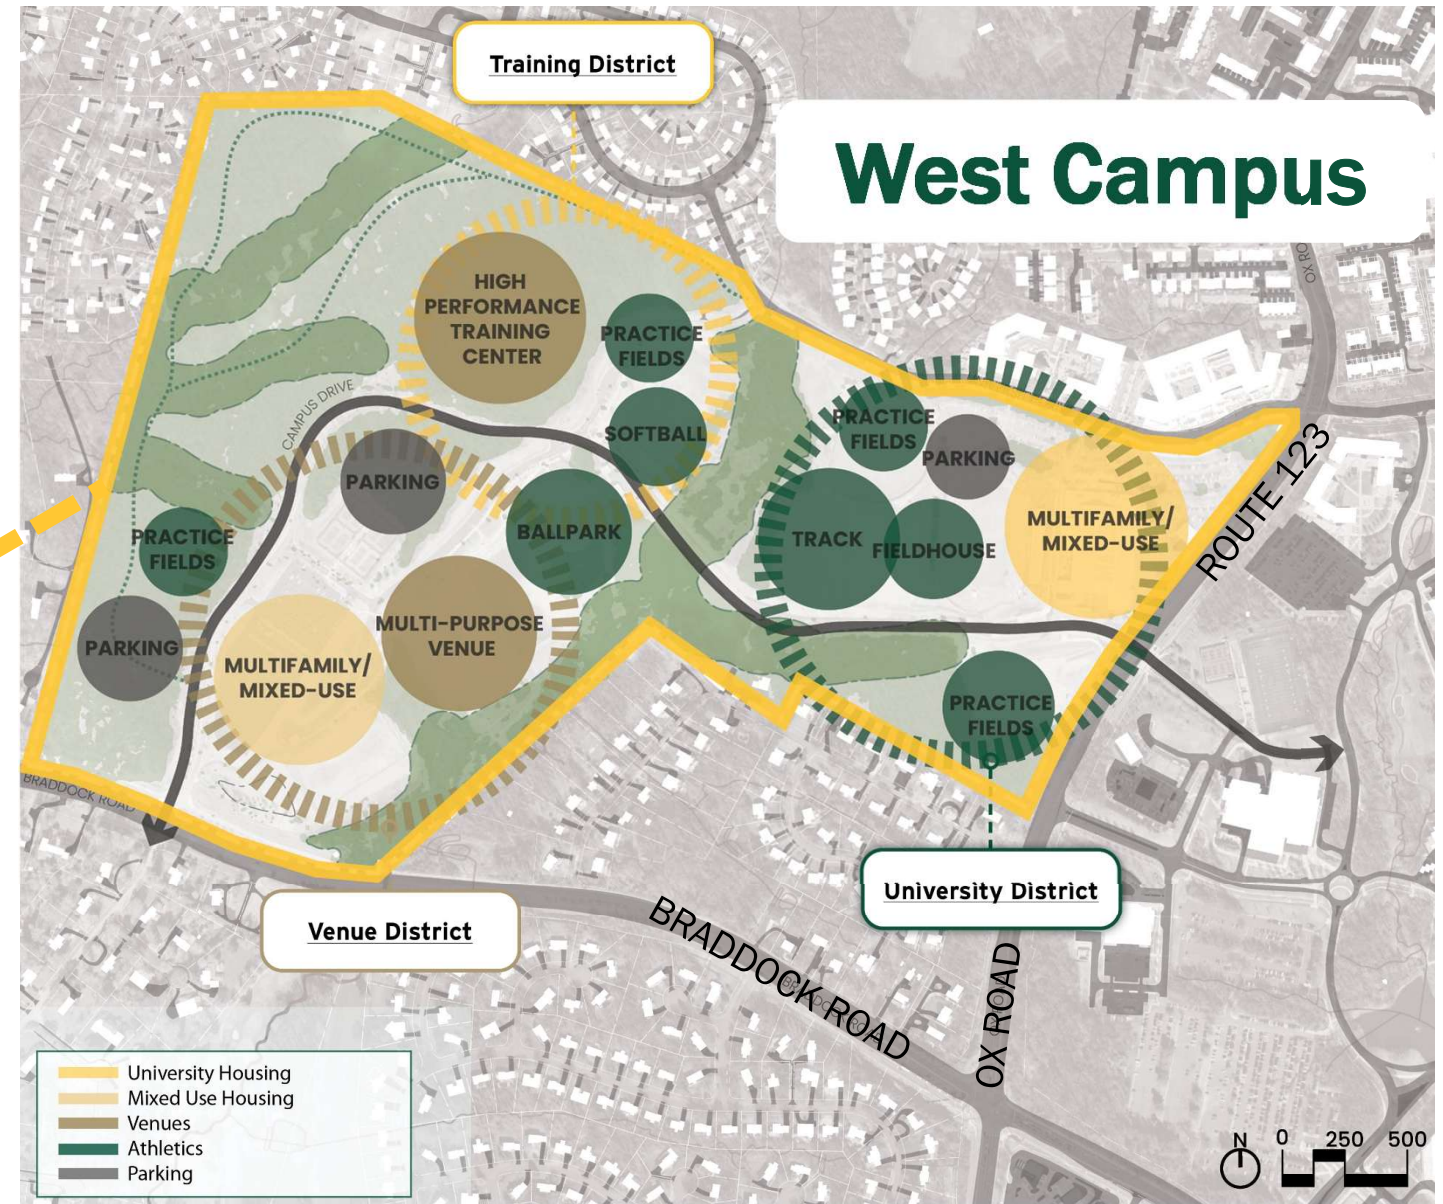 Training District
West Campus
OX RO
HIGH
PERFORMANCE
TRAINING
CENTER
PRACTICE
FIELDS
CAMPUS DRIVE
SOFTBALL
PRACTICE
FIELDS
PARKING
ROUTE 123
PARKING
BALLPARK
TRACK
FIELDHOUSE
MULTIFAMILY/
MIXED-USE
PRACTICE
FIELDS
PARKING
MULTI-PURPOSE
VENUE
MULTIFAMILY/
MIXED-USE
PRACTICE
FIELDS
BRADDOCK ROAD
University District
Venue District
BRADDOCK ROAD
OX ROAD
University Housing
Mixed Use Housing
Venues
Athletics
Parking
N 0 250 500